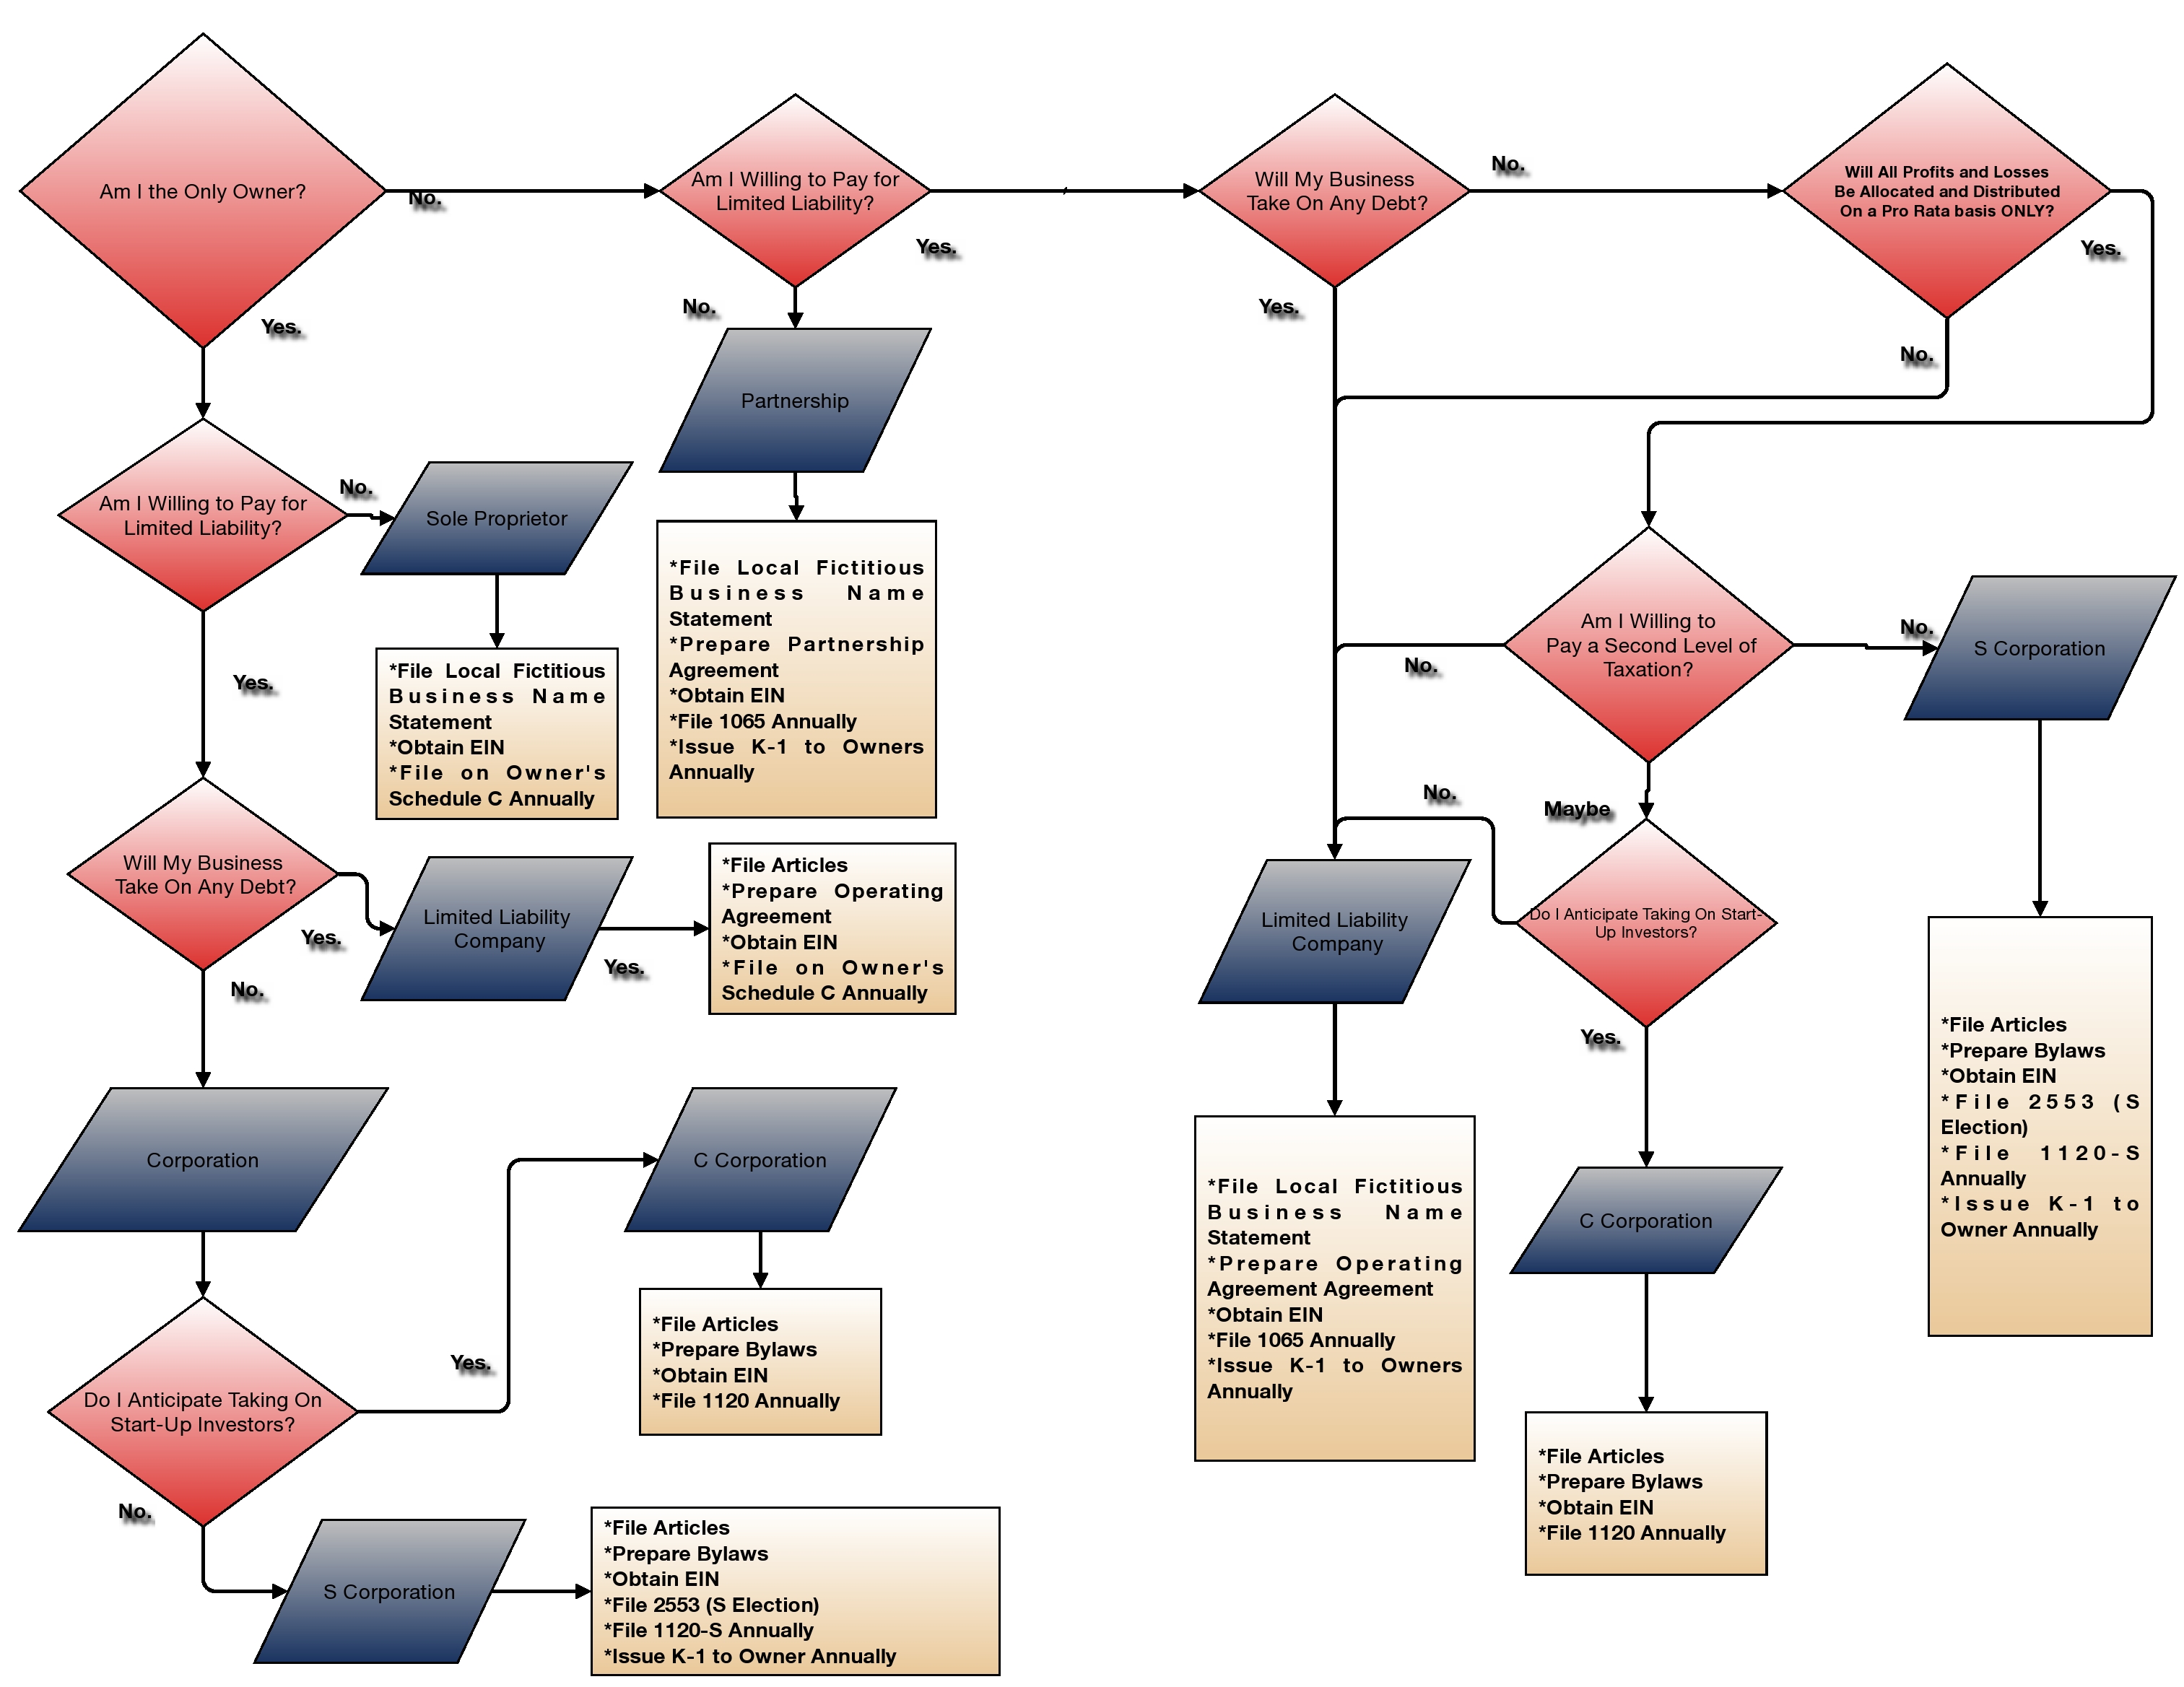 Am I the Only Owner?
No.
Yes.
Am I Willing to Pay for
Limited Liability?
Yes.
No.
Will My Business
Take On Any Debt?
No.
Yes.
Will All Profits and Losses
Be Allocated and Distributed
On a Pro Rata basis ONLY?
Yes.
No.
Partnership
*File Local Fictitious
Business Name
Statement
*Prepare Partnership
Agreement
*Obtain EIN
*File 1065 Annually
*Issue K-1 to Owners
Annually
Am I Willing to Pay for
Limited Liability?
No.
Yes.
Sole Proprietor
*File Local Fictitious
Business Name
Statement
*Obtain EIN
*File on Owner's
Schedule C Annually
Will My Business
Take On Any Debt?
Yes.
No.
Limited Liability
Company
Yes.
*File Articles
*Prepare Operating
Agreement
*Obtain EIN
*File on Owner's
Schedule C Annually
Corporation
Do I Anticipate Taking On
Start-Up Investors?
Yes.
No.
C Corporation
*File Articles
*Prepare Bylaws
*Obtain EIN
*File 1120 Annually
S Corporation
*File Articles
*Prepare Bylaws
*Obtain EIN
*File 2553 (S Election)
*File 1120-S Annually
*Issue K-1 to Owner Annually
Am I Willing to
Pay a Second Level of
Taxation?
No.
No.
Maybe
S Corporation
*File Articles
*Prepare Bylaws
*Obtain EIN
*File 2553 (S
Election)
*File 1120-S
Annually
*Issue K-1 to
Owner Annually
Do I Anticipate Taking On Start-
Up Investors?
No.
Yes.
Limited Liability
Company
*File Local Fictitious
Business Name
Statement
*Prepare Operating
Agreement Agreement
*Obtain EIN
*File 1065 Annually
*Issue K-1 to Owners
Annually
C Corporation
*File Articles
*Prepare Bylaws
*Obtain EIN
*File 1120 Annually